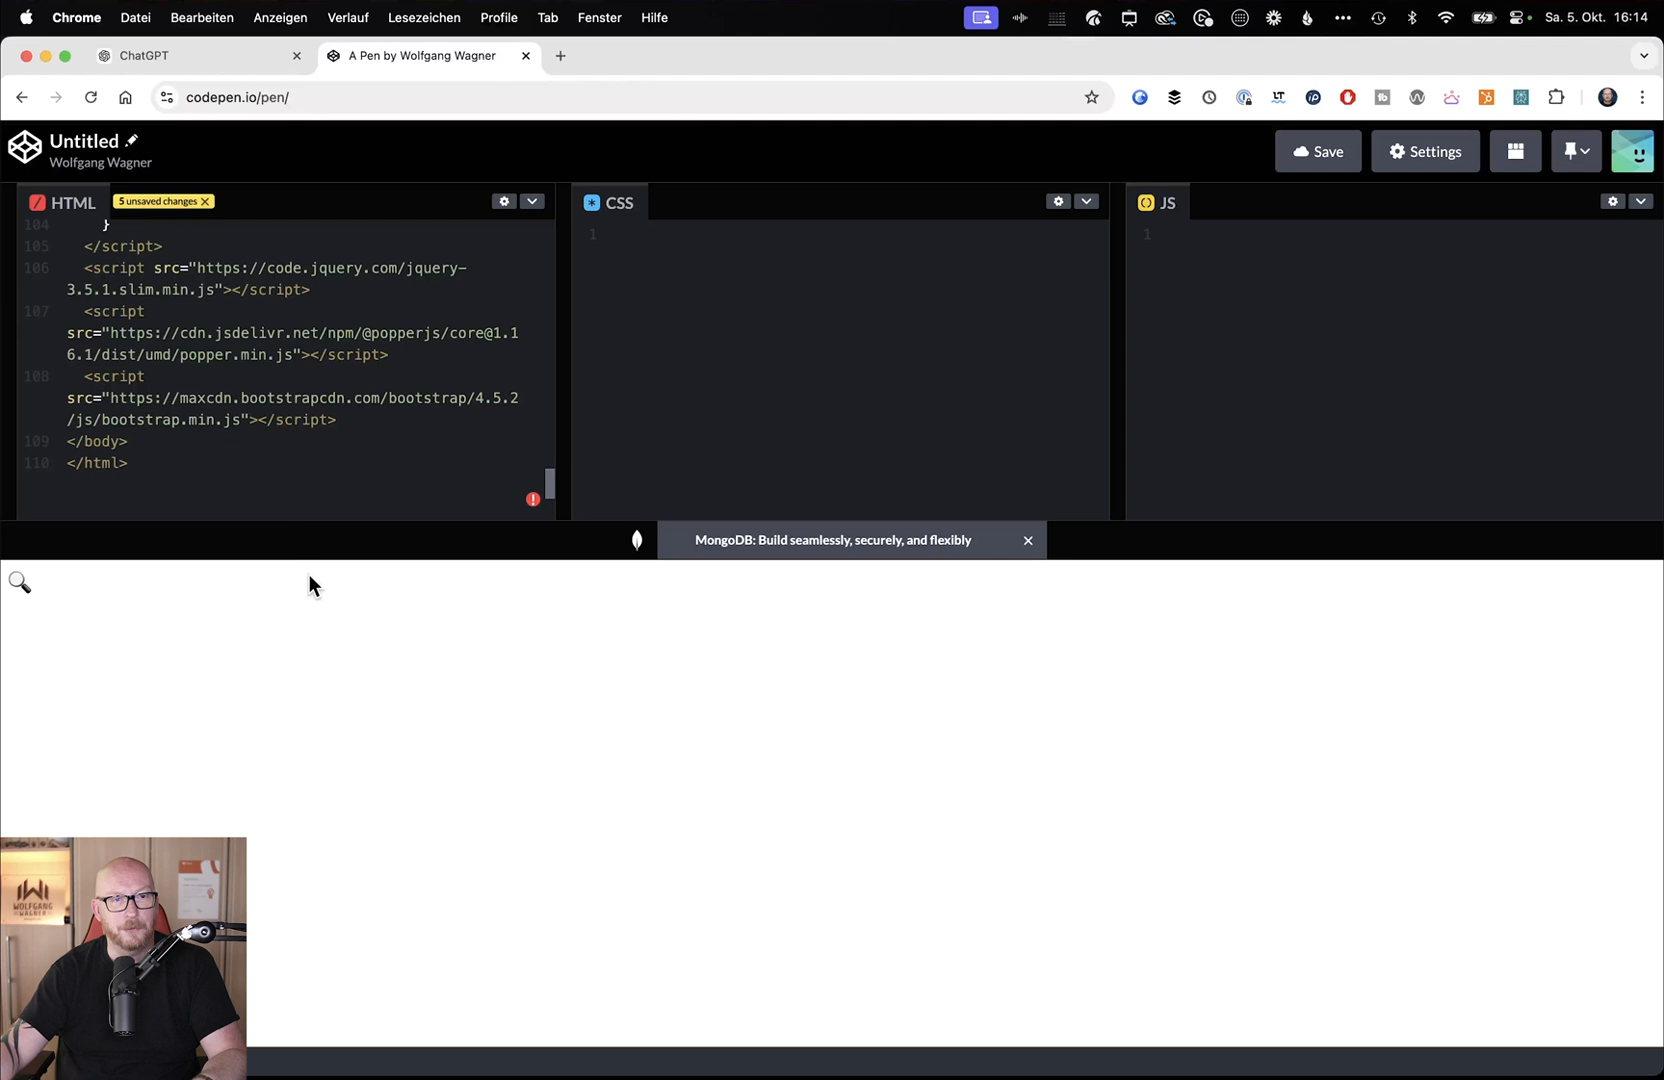 Chrome Datei Bearbeiten Anzeigen Verlauf Lesezeichen Profile Tab Fenster Hilfe Sa. 5. Okt. 16:14
ChatGPT A Pen by Wolfgang Wagner
codepen.io/pen/
Untitled
Wolfgang Wagner
Save Settings
HTML 5 unsaved changes CSS JS
104 }
105 </script>
106 <script src="https://code.jquery.com/jquery-
3.5.1.slim.min.js"></script>
107 <script
src="https://cdn.jsdelivr.net/npm/@popperjs/core@1.1
6.1/dist/umd/popper.min.js"></script>
108 <script
src="https://maxcdn.bootstrapcdn.com/bootstrap/4.5.2
/js/bootstrap.min.js"></script>
109 </body>
110 </html>
1
1
MongoDB: Build seamlessly, securely, and flexibly
WOLFGANG
WAGNER